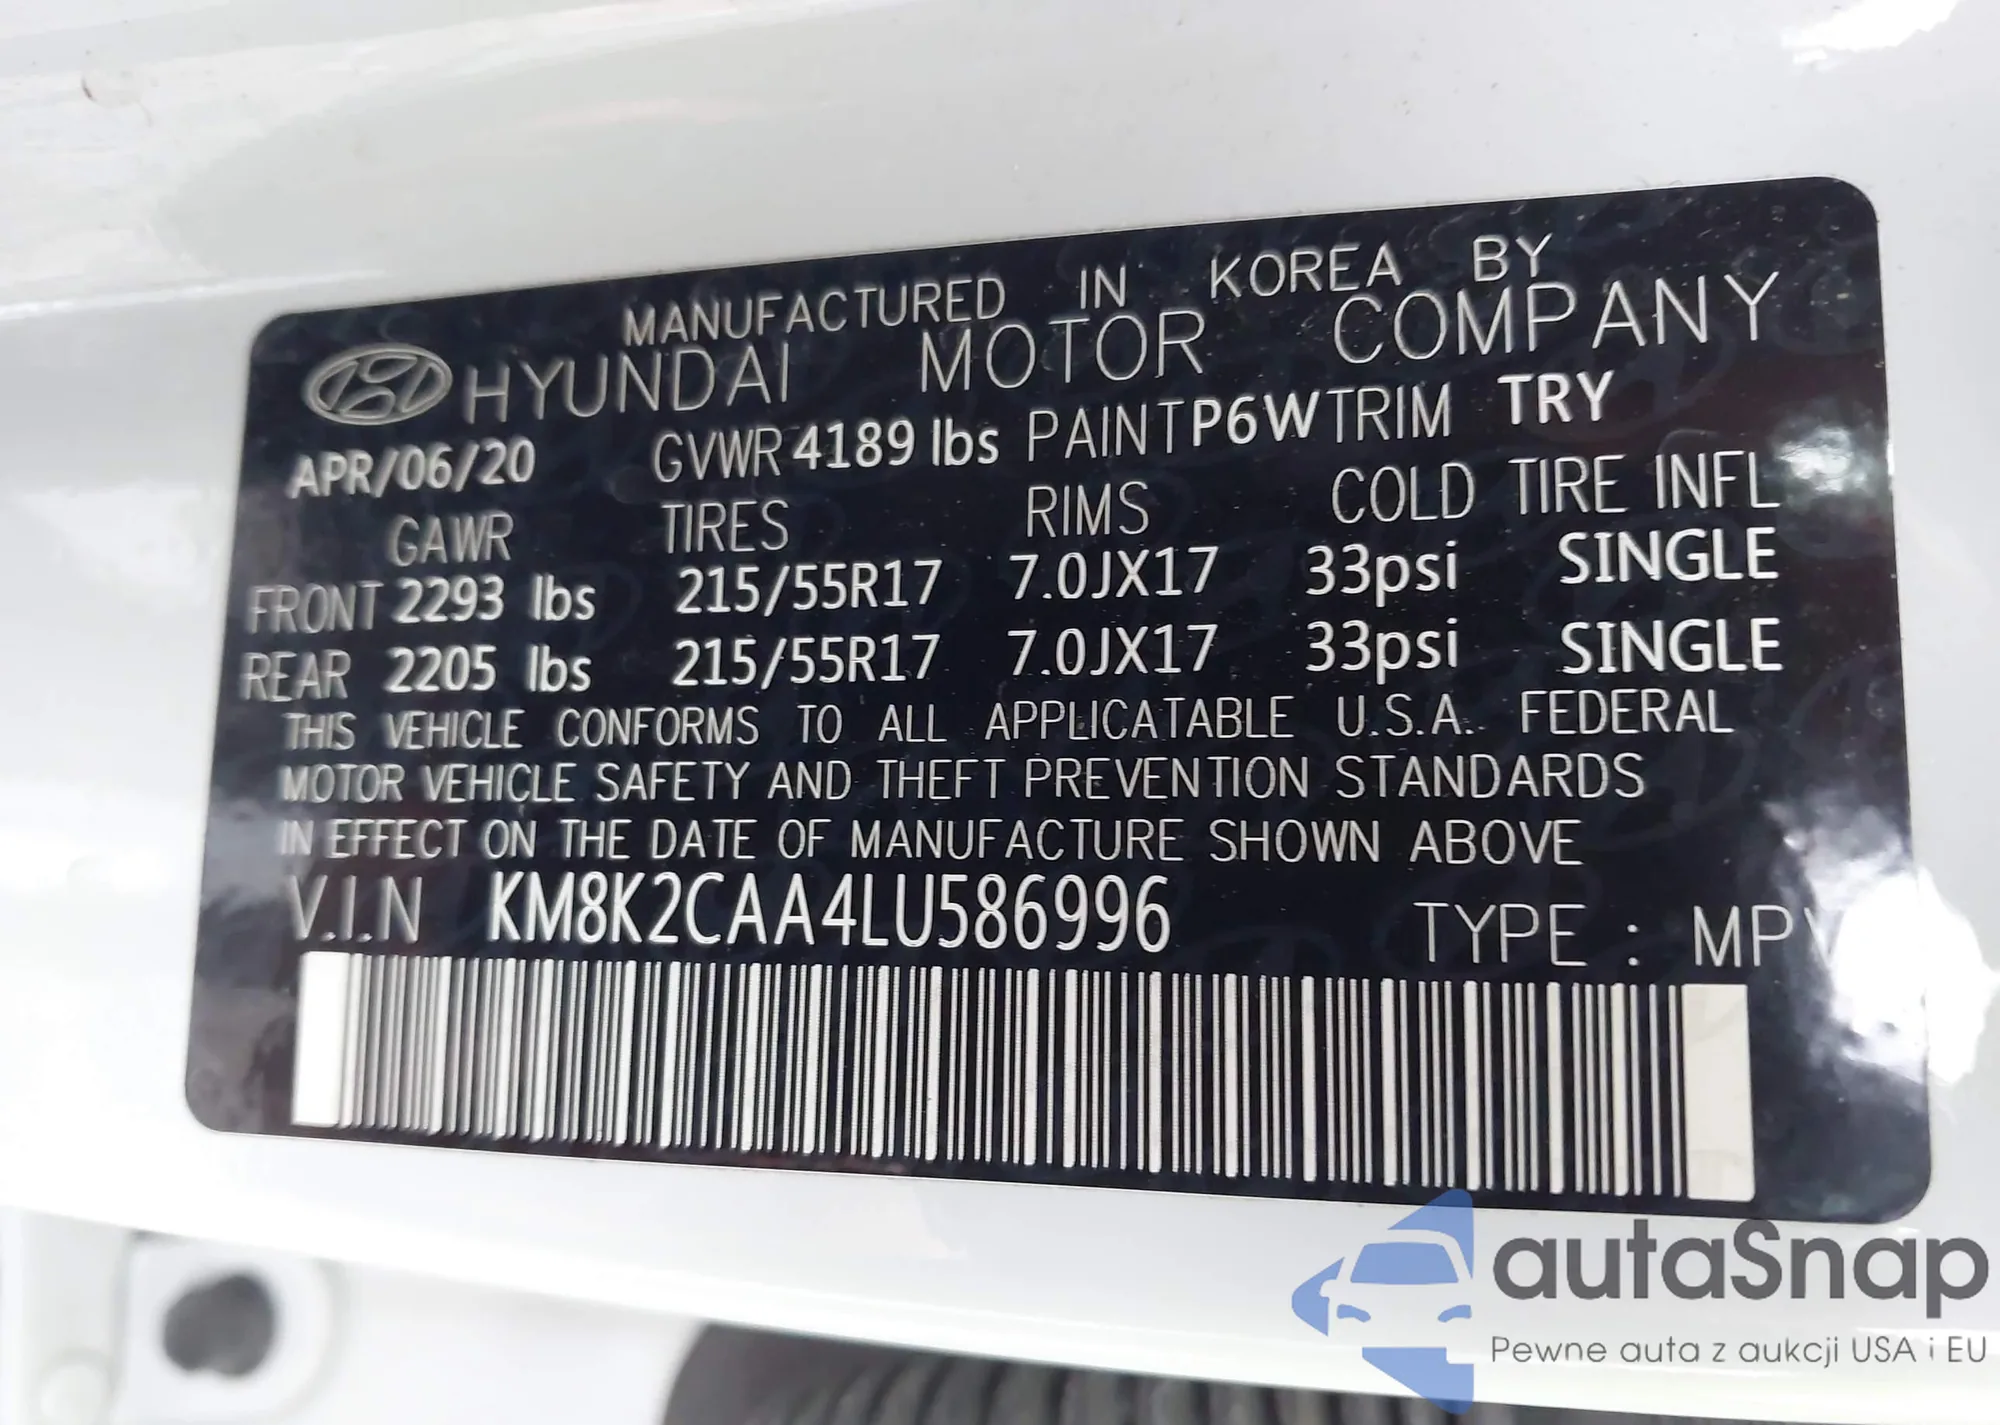 MANUFACTURED IN KOREA BY
HYUNDAI MOTOR COMPANY
APR/06/20 GVWR 4189 lbs PAINT P6W TRIM TRY
GAWR TIRES RIMS COLD TIRE INFL
FRONT 2293 lbs 215/55R17 7.0JX17 33psi SINGLE
REAR 2205 lbs 215/55R17 7.0JX17 33psi SINGLE
THIS VEHICLE CONFORMS TO ALL APPLICATABLE U.S.A. FEDERAL
MOTOR VEHICLE SAFETY AND THEFT PREVENTION STANDARDS
IN EFFECT ON THE DATE OF MANUFACTURE SHOWN ABOVE
V.I.N KM8K2CAA4LU586996 TYPE : MPV
autaSnap
Pewne auta z aukcji USA i EU